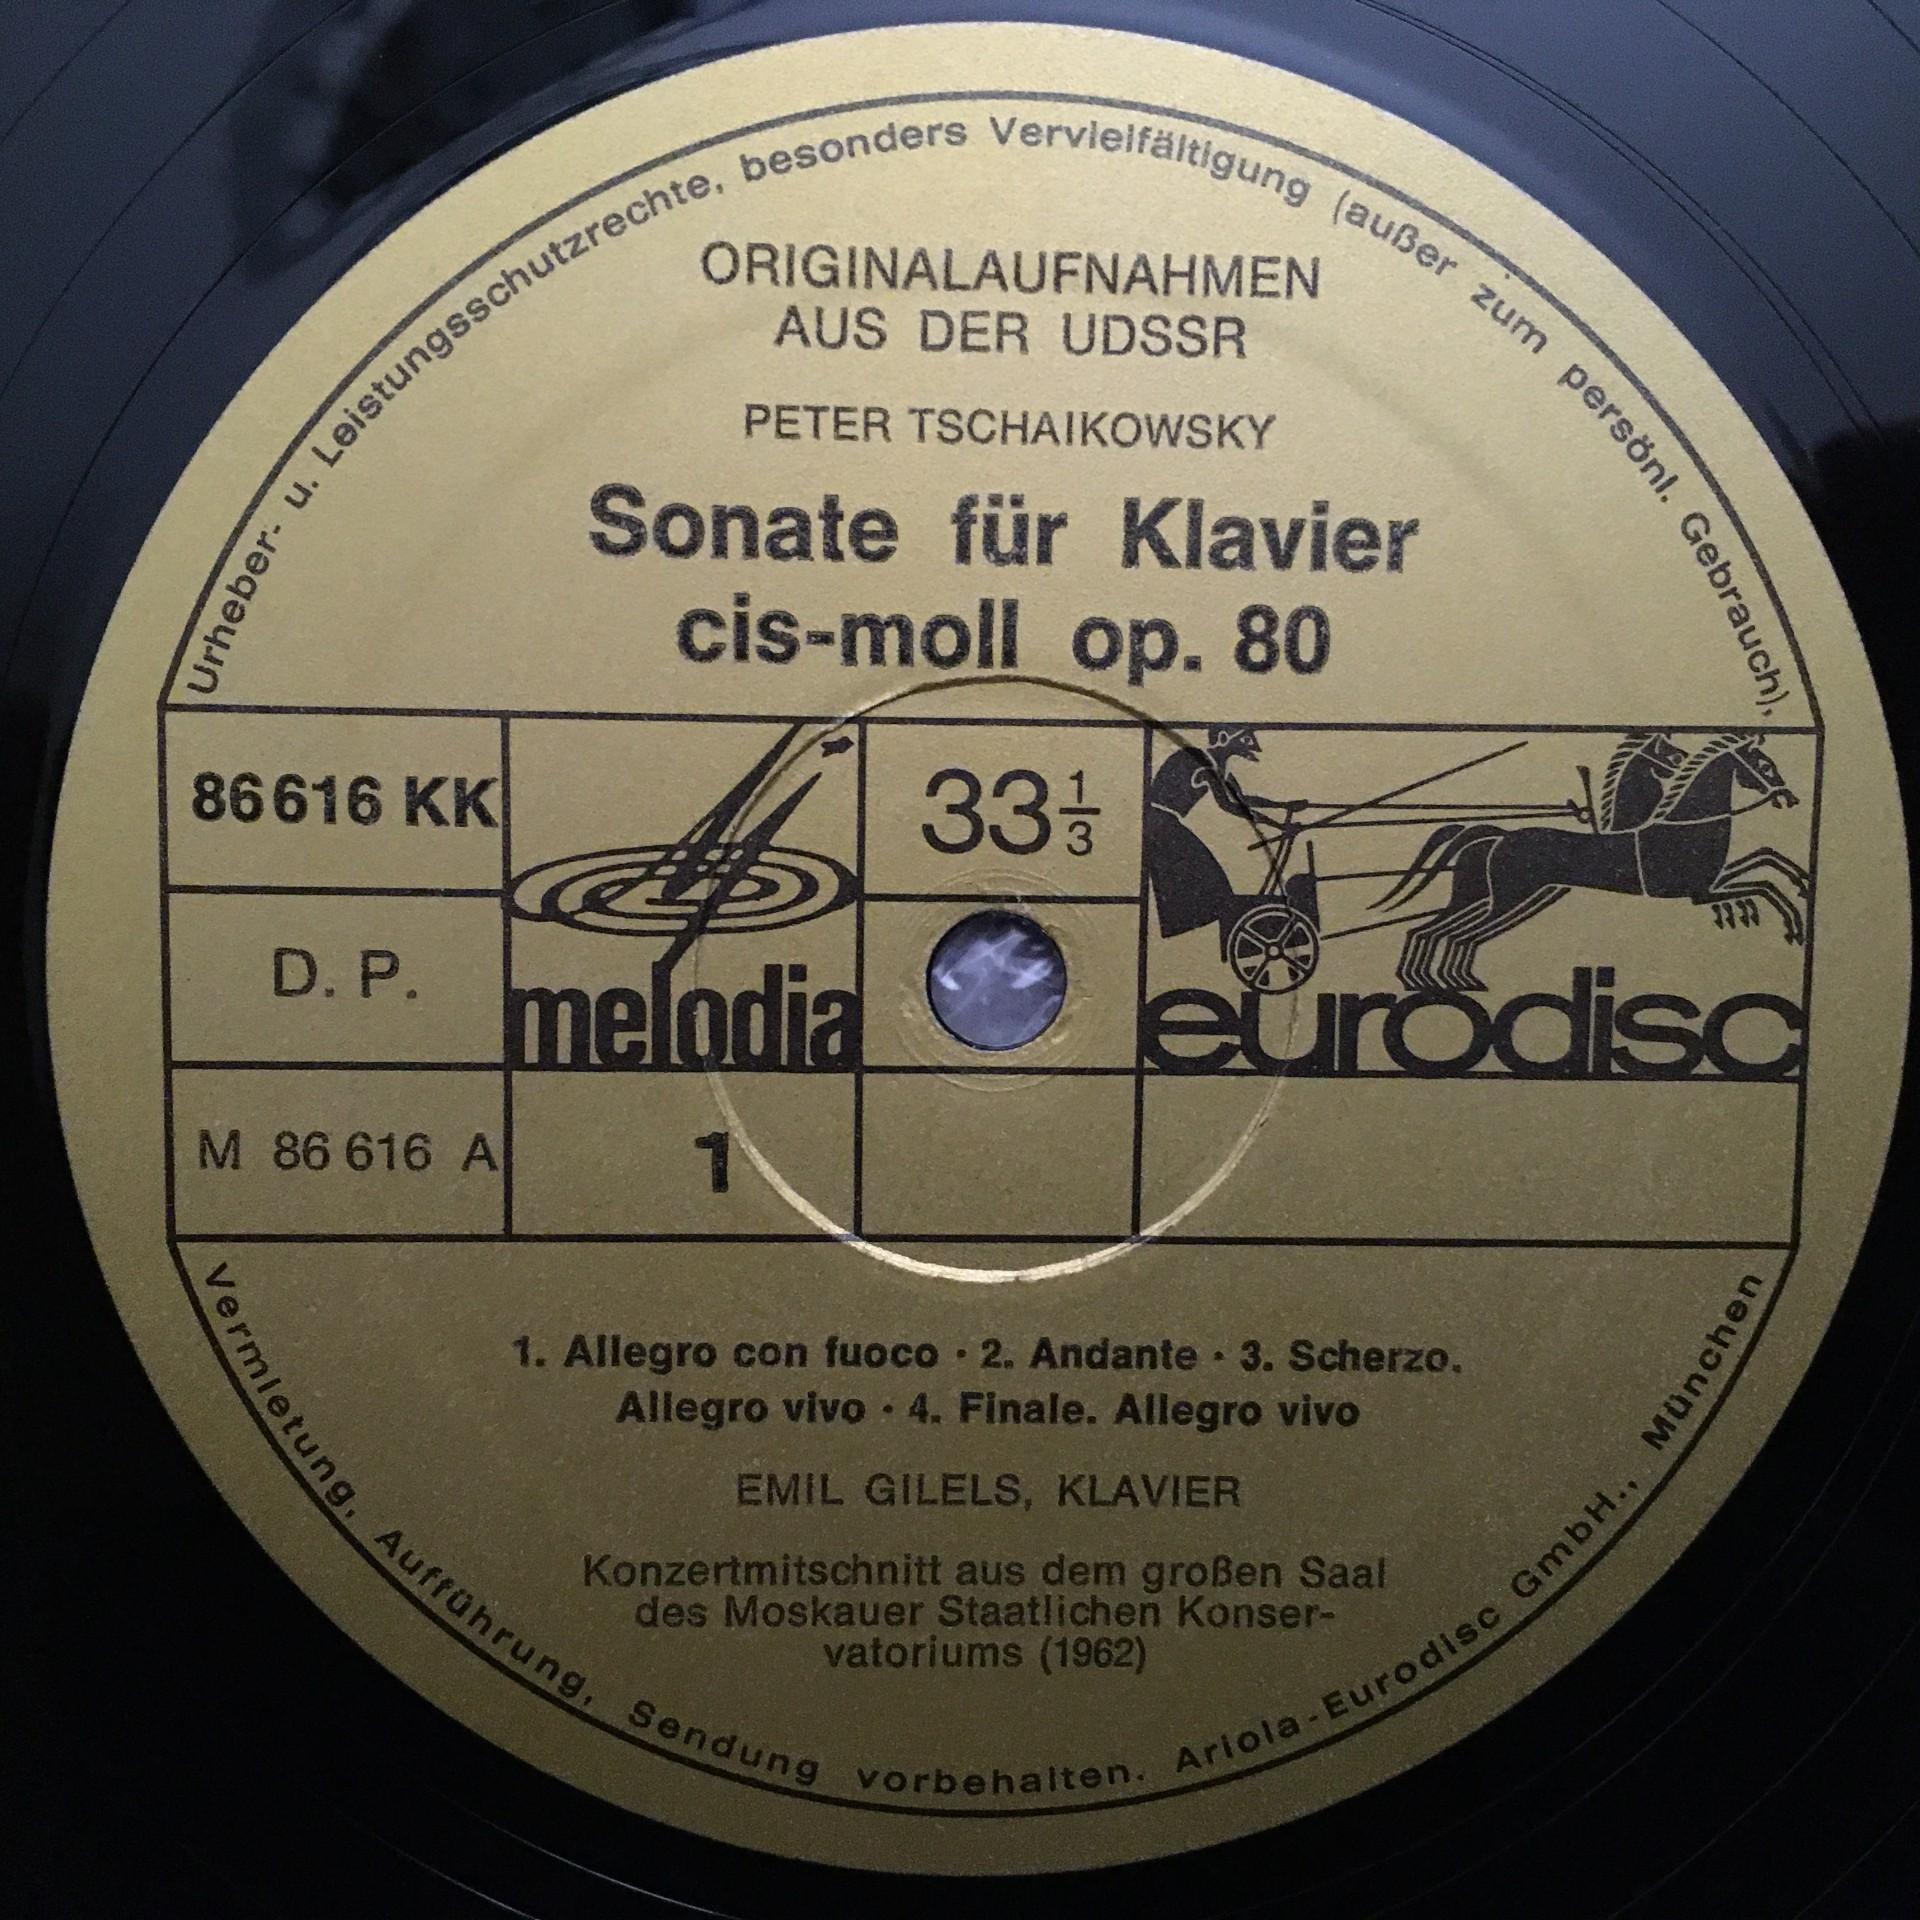 Urheber- u. Leistungsschutzrechte, besonders Vervielfältigung (außer zum persönl. Gebrauch),
ORIGINALAUFNAHMEN
AUS DER UDSSR
PETER TSCHAIKOWSKY
Sonate für Klavier
cis-moll op. 80
86 616 KK
melodia
33 1/3
eurodisc
D. P.
M 86 616 A
1
1. Allegro con fuoco · 2. Andante · 3. Scherzo.
Allegro vivo · 4. Finale. Allegro vivo
EMIL GILELS, KLAVIER
Konzertmitschnitt aus dem großen Saal
des Moskauer Staatlichen Konser-
vatoriums (1962)
Vermietung, Aufführung, Sendung vorbehalten. Ariola-Eurodisc GmbH., München